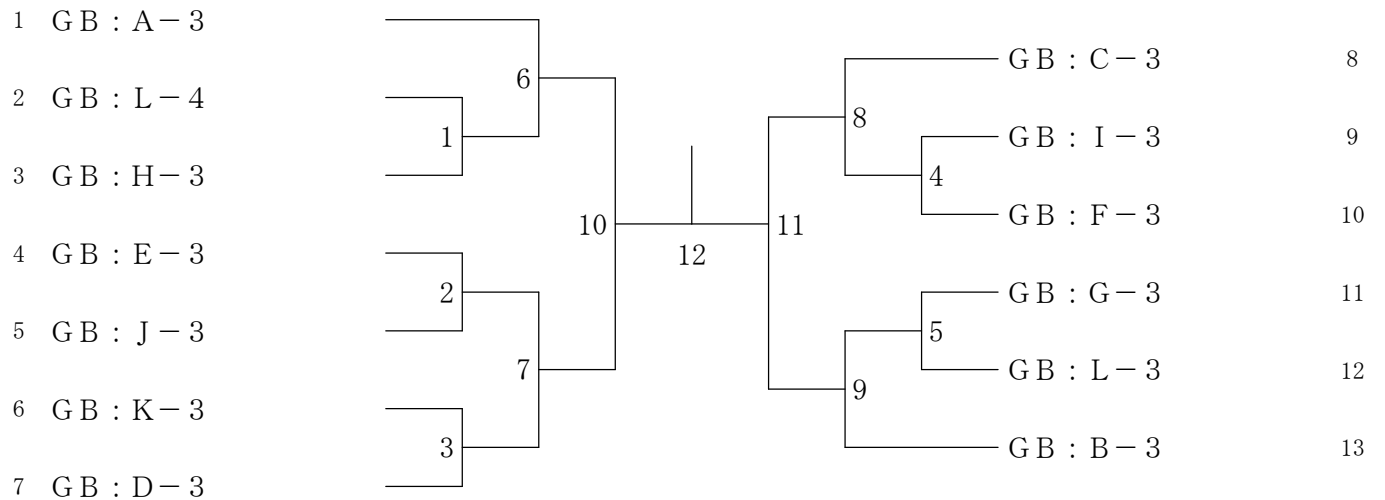 1 GB:A-3
2 GB:L-4
3 GB:H-3
4 GB:E-3
5 GB:J-3
6 GB:K-3
7 GB:D-3
1
2
3
6
7
10
12
11
8
9
4
5
GB:C-3 8
GB:I-3 9
GB:F-3 10
GB:G-3 11
GB:L-3 12
GB:B-3 13